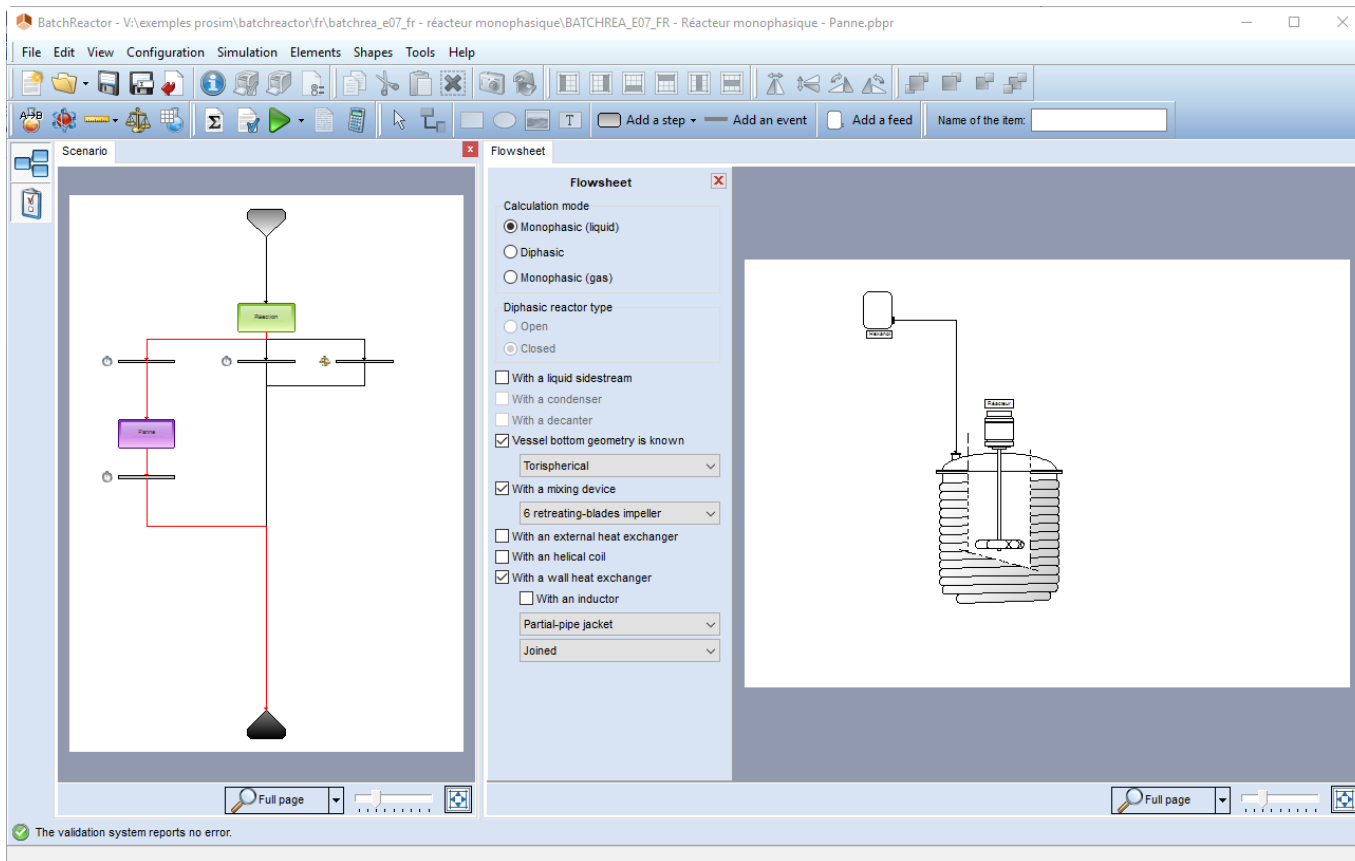 BatchReactor - V:\exemples prosim\batchreactor\fr\batchrea_e07_fr - réacteur monophasique\BATCHREA_E07_FR - Réacteur monophasique - Panne.pbpr
File Edit View Configuration Simulation Elements Shapes Tools Help
Add a step Add an event Add a feed Name of the item:
Scenario
Flowsheet
Flowsheet
Calculation mode
Monophasic (liquid)
Diphasic
Monophasic (gas)
Diphasic reactor type
Open
Closed
With a liquid sidestream
With a condenser
With a decanter
Vessel bottom geometry is known
Torispherical
With a mixing device
6 retreating-blades impeller
With an external heat exchanger
With an helical coil
With a wall heat exchanger
With an inductor
Partial-pipe jacket
Joined
Réaction
Panne
Réacteur
Full page
Full page
The validation system reports no error.